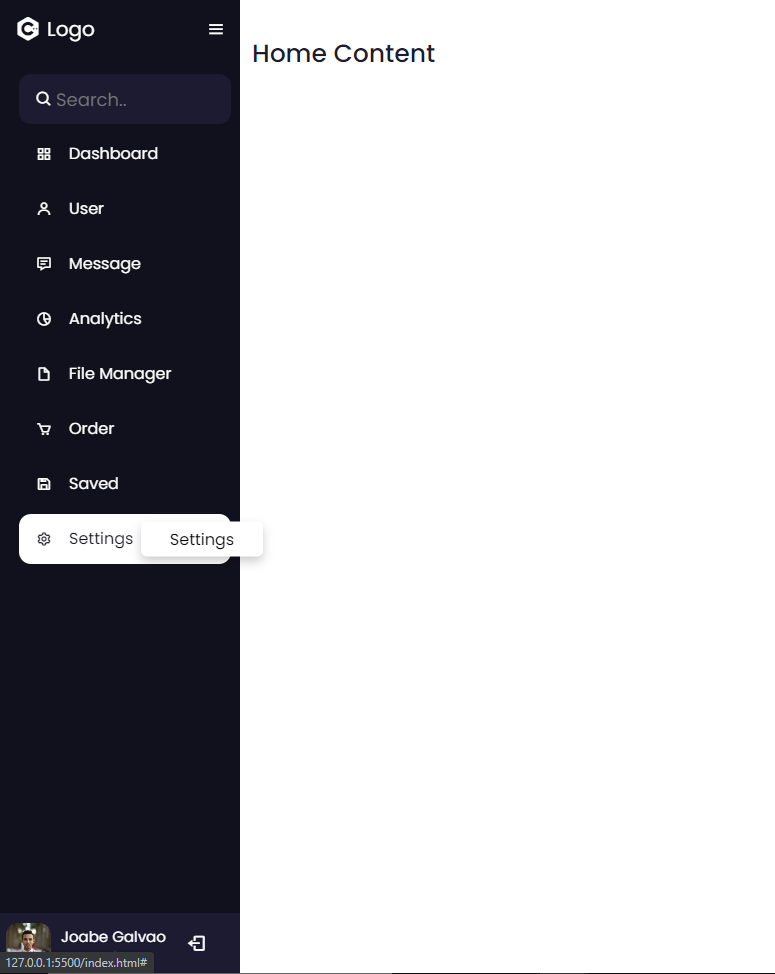 Logo
Home Content
Search..
Dashboard
User
Message
Analytics
File Manager
Order
Saved
Settings
Settings
Joabe Galvao
127.0.0.1:5500/index.html#